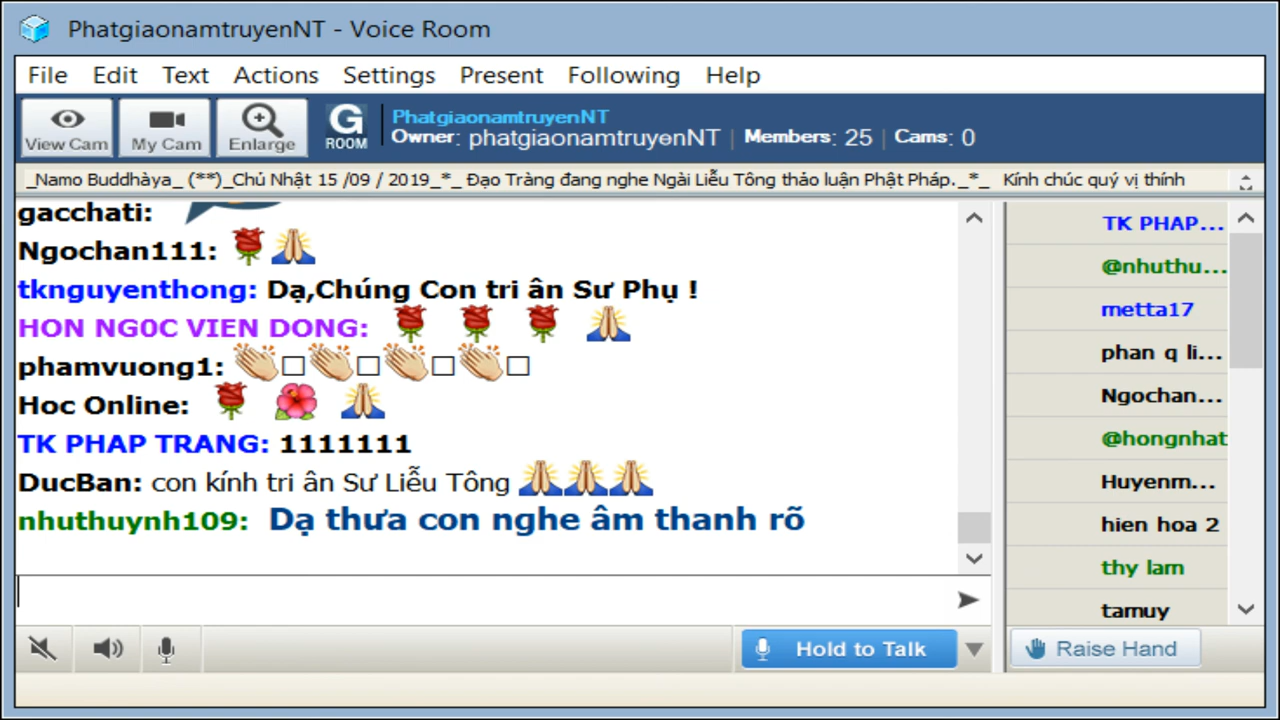 PhatgiaonamtruyenNT - Voice Room
File Edit Text Actions Settings Present Following Help
View Cam My Cam Enlarge G ROOM
PhatgiaonamtruyenNT
Owner: phatgiaonamtruyenNT | Members: 25 | Cams: 0
_Namo Buddhàya_ (**)_Chủ Nhật 15 /09 / 2019_*_ Đạo Tràng đang nghe Ngài Liễu Tông thảo luận Phật Pháp._*_ Kính chúc quý vị thính
gacchati:
Ngochan111: 🌹🙏
tknguyenthong: Dạ,Chúng Con tri ân Sư Phụ !
HON NG0C VIEN DONG: 🌹 🌹 🌹 🙏
phamvuong1: 👏□👏□👏□👏□
Hoc Online: 🌹 🌺 🙏
TK PHAP TRANG: 1111111
DucBan: con kính tri ân Sư Liễu Tông 🙏🙏🙏
nhuthuynh109: Dạ thưa con nghe âm thanh rõ
TK PHAP...
@nhuthu...
metta17
phan q li...
Ngochan...
@hongnhat
Huyenm...
hien hoa 2
thy lam
tamuy
Hold to Talk
Raise Hand